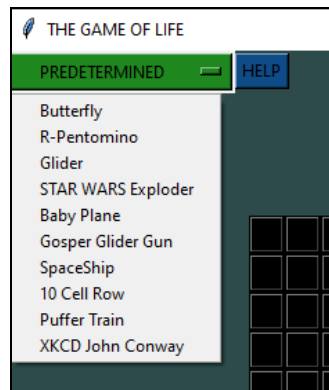 THE GAME OF LIFE
PREDETERMINED HELP
Butterfly
R-Pentomino
Glider
STAR WARS Exploder
Baby Plane
Gosper Glider Gun
SpaceShip
10 Cell Row
Puffer Train
XKCD John Conway